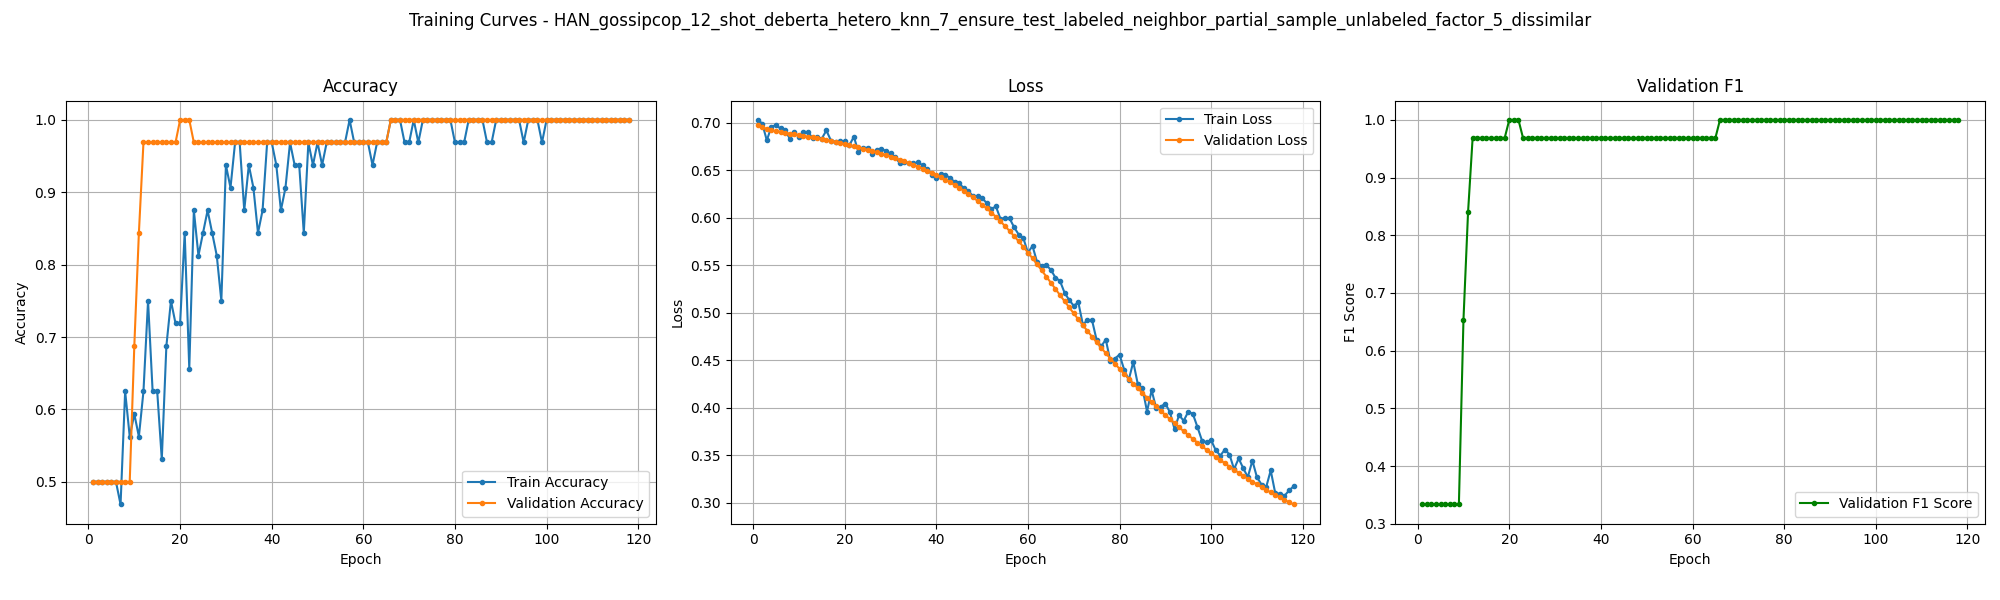 Training Curves - HAN_gossipcop_12_shot_deberta_hetero_knn_7_ensure_test_labeled_neighbor_partial_sample_unlabeled_factor_5_dissimilar
Accuracy
1.0
0.9
0.8
0.7
0.6
0.5
Accuracy
Train Accuracy
Validation Accuracy
0 20 40 60 80 100 120
Epoch
Loss
0.70
0.65
0.60
0.55
0.50
0.45
0.40
0.35
0.30
Loss
Train Loss
Validation Loss
0 20 40 60 80 100 120
Epoch
Validation F1
1.0
0.9
0.8
0.7
0.6
0.5
0.4
0.3
F1 Score
Validation F1 Score
0 20 40 60 80 100 120
Epoch